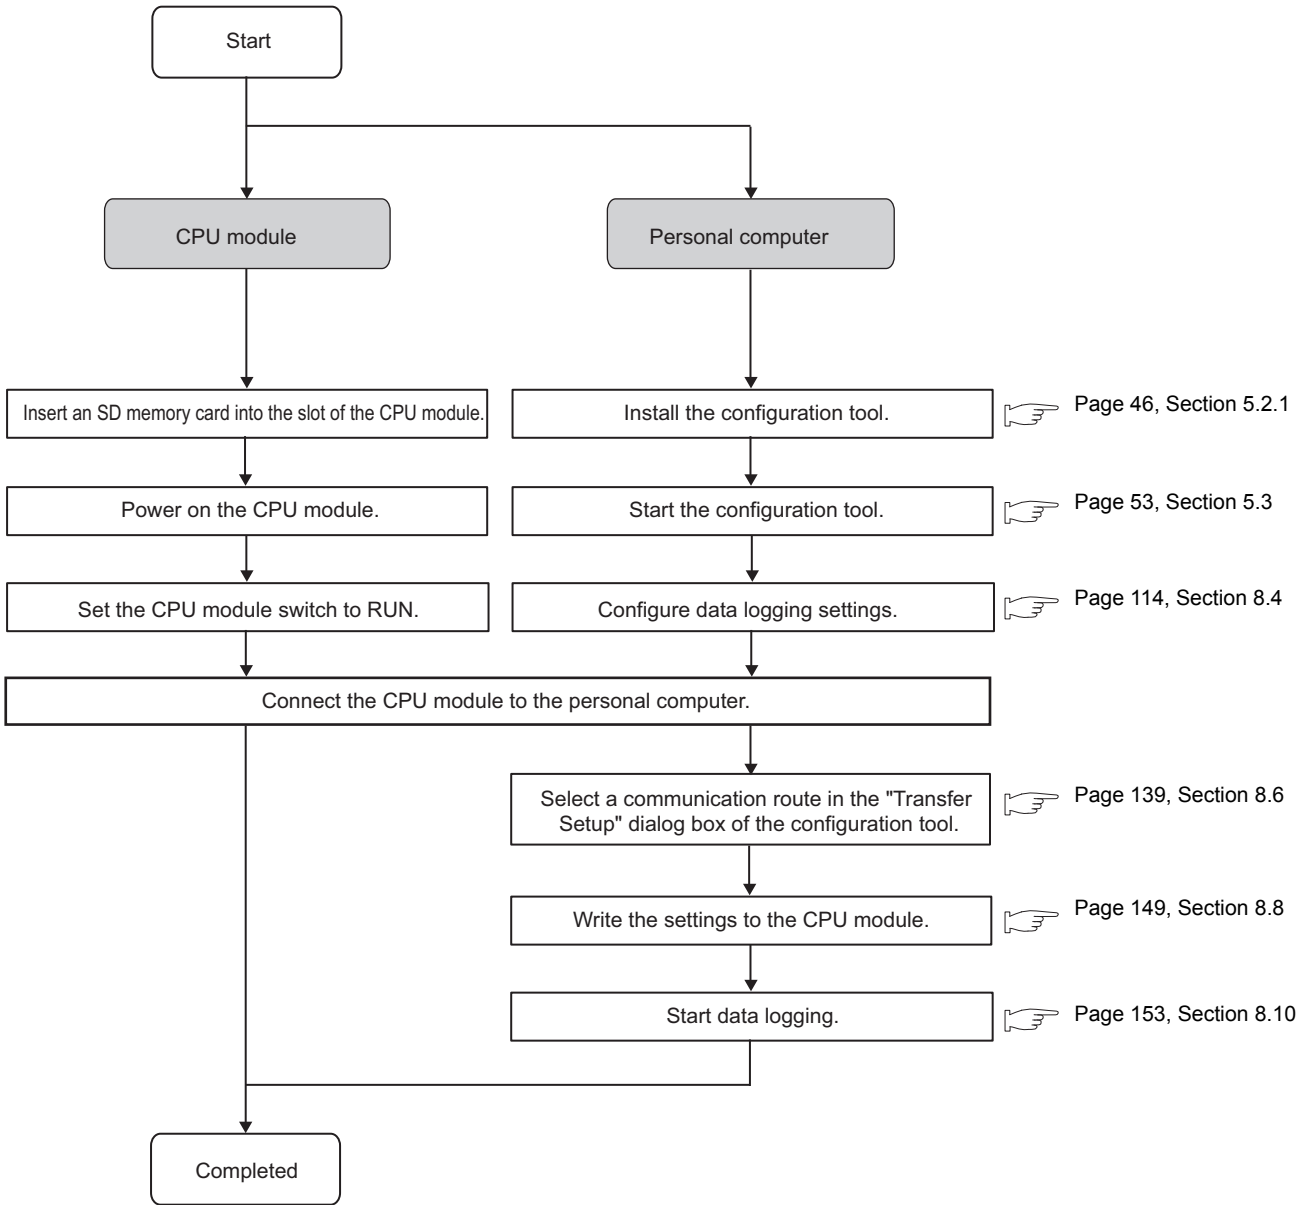 Start
CPU module
Personal computer
Insert an SD memory card into the slot of the CPU module.
Install the configuration tool.
Page 46, Section 5.2.1
Power on the CPU module.
Start the configuration tool.
Page 53, Section 5.3
Set the CPU module switch to RUN.
Configure data logging settings.
Page 114, Section 8.4
Connect the CPU module to the personal computer.
Select a communication route in the "Transfer
Setup" dialog box of the configuration tool.
Page 139, Section 8.6
Write the settings to the CPU module.
Page 149, Section 8.8
Start data logging.
Page 153, Section 8.10
Completed